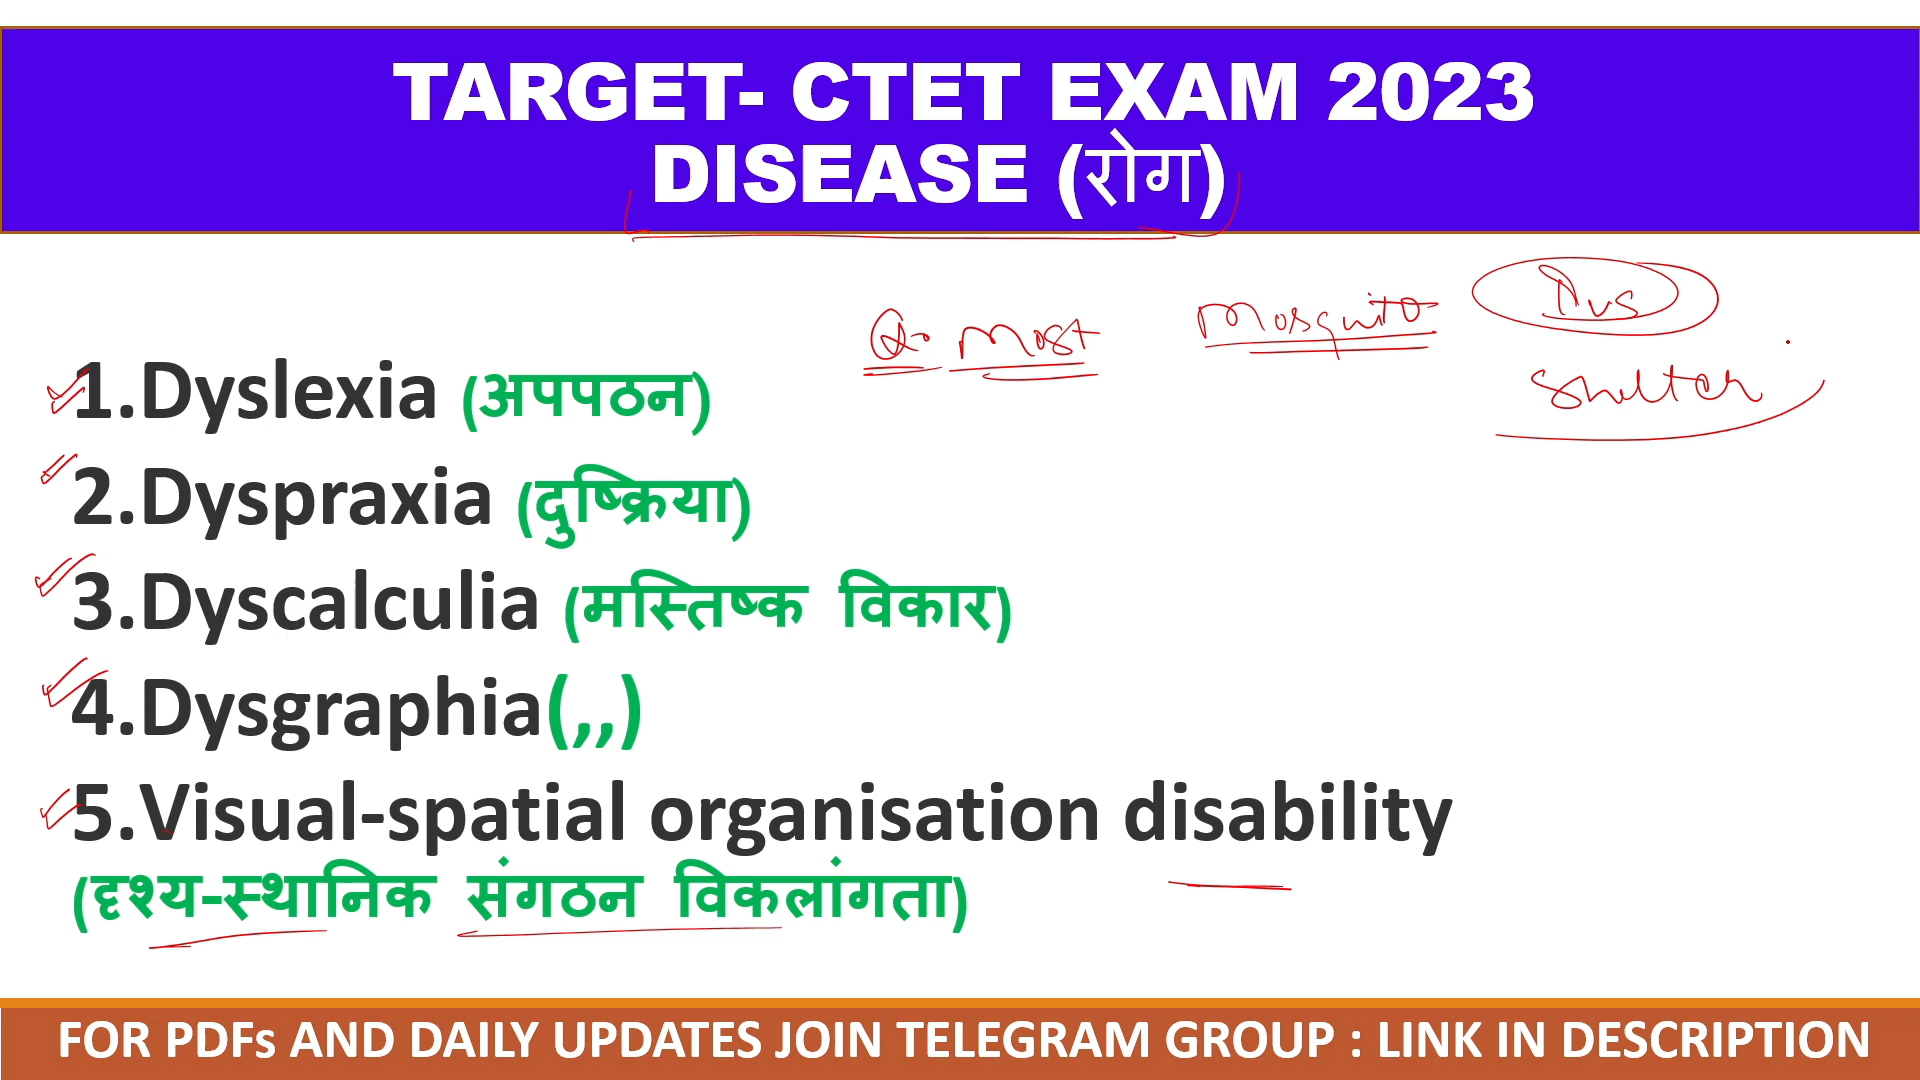 TARGET- CTET EXAM 2023
DISEASE (रोग)
Q. Most Mosquito
Shelter
1.Dyslexia (अपपठन)
2.Dyspraxia (दुष्क्रिया)
3.Dyscalculia (मस्तिष्क विकार)
4.Dysgraphia(,,)
5.Visual-spatial organisation disability
(दृश्य-स्थानिक संगठन विकलांगता)
FOR PDFs AND DAILY UPDATES JOIN TELEGRAM GROUP : LINK IN DESCRIPTION